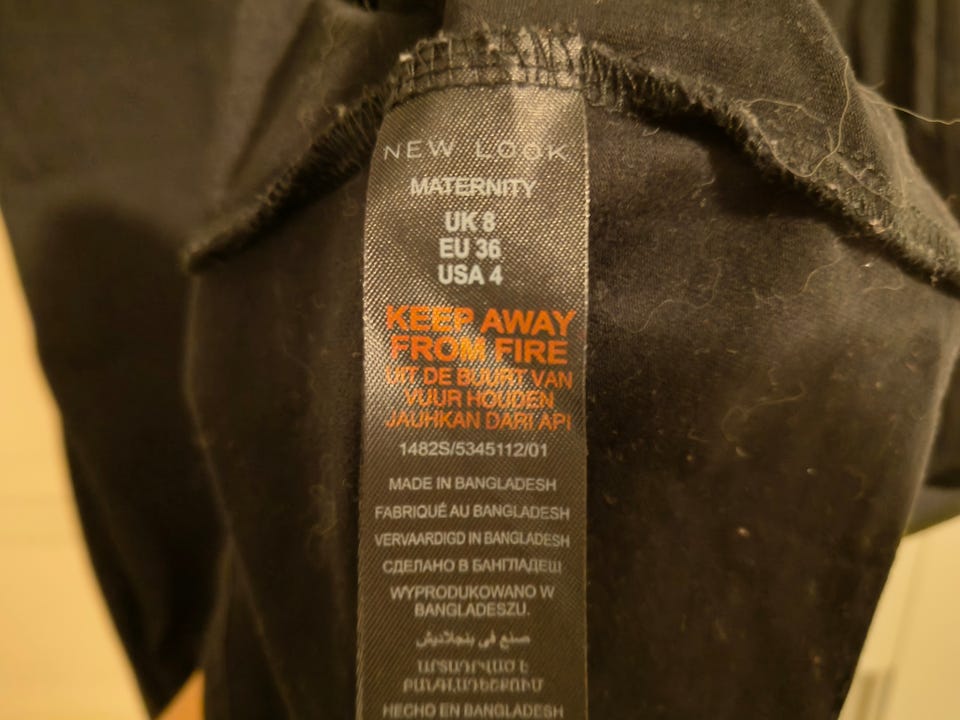 NEW LOOK
MATERNITY
UK 8
EU 36
USA 4
KEEP AWAY
FROM FIRE
UIT DE BUURT VAN
VUUR HOUDEN
JAUHKAN DARI API
1482S/5345112/01
MADE IN BANGLADESH
FABRIQUÉ AU BANGLADESH
VERVAARDIGD IN BANGLADESH
СДЕЛАНО В БАНГЛАДЕШ
WYPRODUKOWANO W
BANGLADESZU.
صنع في بنجلاديش
ԱՐՏԱԴՐՎԱԾ Է
ԲԱՆԳԼԱԴԵՇՈՒՄ
HECHO EN BANGLADESH